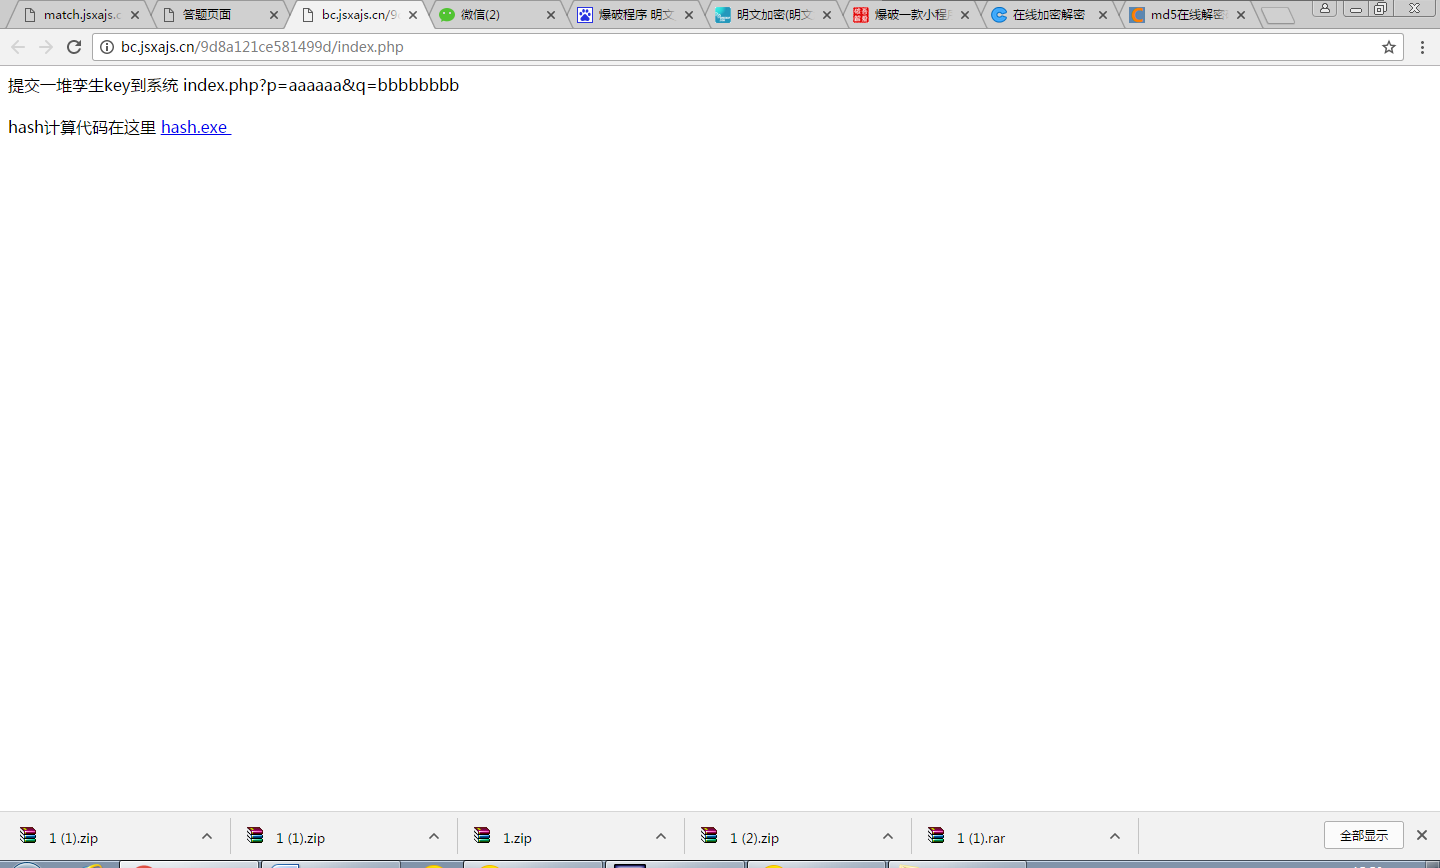 match.jsxajs.c
答题页面
bc.jsxajs.cn/9
微信(2)
爆破程序 明文
明文加密(明文
爆破一款小程
在线加密解密
md5在线解密
bc.jsxajs.cn/9d8a121ce581499d/index.php
提交一堆孪生key到系统 index.php?p=aaaaaa&q=bbbbbbbb
hash计算代码在这里 hash.exe
1 (1).zip
1 (1).zip
1.zip
1 (2).zip
1 (1).rar
全部显示